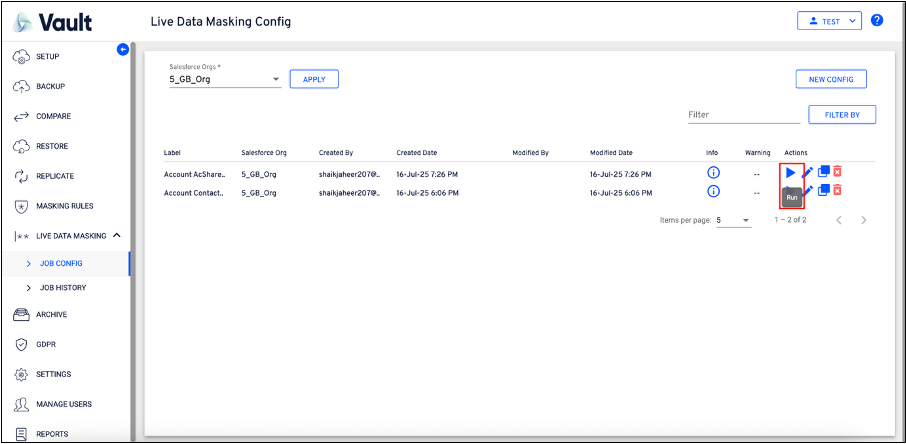 Vault
Live Data Masking Config
TEST
?
SETUP
BACKUP
COMPARE
RESTORE
REPLICATE
MASKING RULES
LIVE DATA MASKING
JOB CONFIG
JOB HISTORY
ARCHIVE
GDPR
SETTINGS
MANAGE USERS
REPORTS
Salesforce Orgs *
5_GB_Org
APPLY
NEW CONFIG
Filter
FILTER BY
Label Salesforce Org Created By Created Date Modified By Modified Date Info Warning Actions
Account AcShare.. 5_GB_Org shaikjaheer207@.. 16-Jul-25 7:26 PM 16-Jul-25 7:26 PM --
Account Contact.. 5_GB_Org shaikjaheer207@.. 16-Jul-25 6:06 PM 16-Jul-25 6:06 PM --
Run
Items per page: 5 1 – 2 of 2